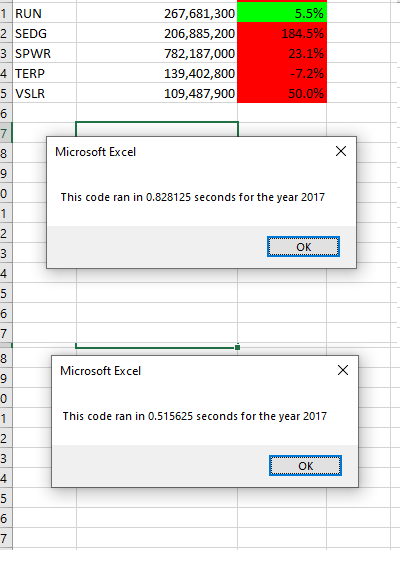 1 RUN 267,681,300 5.5%
2 SEDG 206,885,200 184.5%
3 SPWR 782,187,000 23.1%
4 TERP 139,402,800 -7.2%
5 VSLR 109,487,900 50.0%
6
7
8
Microsoft Excel
9
0
This code ran in 0.828125 seconds for the year 2017
1
2
OK
3
4
5
6
7
8
Microsoft Excel
9
0
1
This code ran in 0.515625 seconds for the year 2017
2
3
OK
4
5
6
7